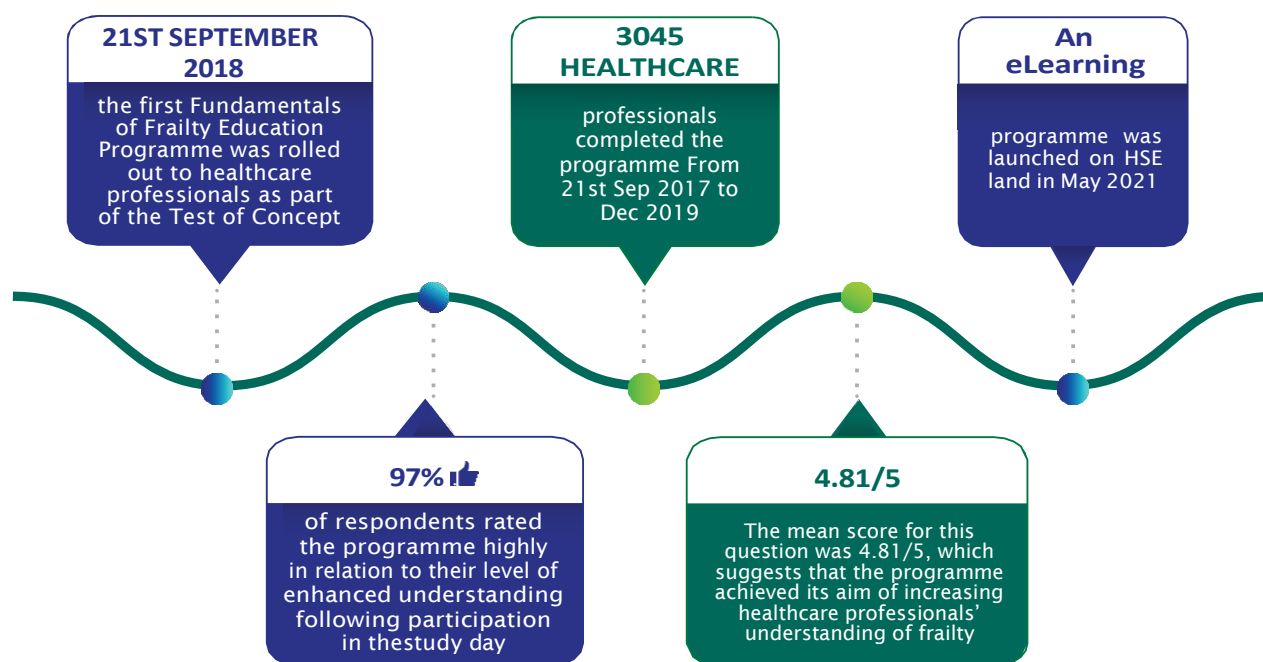 21ST SEPTEMBER
2018
the first Fundamentals
of Frailty Education
Programme was rolled
out to healthcare
professionals as part
of the Test of Concept
97%
of respondents rated
the programme highly
in relation to their level of
enhanced understanding
following participation
in thestudy day
3045
HEALTHCARE
professionals
completed the
programme From
21st Sep 2017 to
Dec 2019
4.81/5
The mean score for this
question was 4.81/5, which
suggests that the programme
achieved its aim of increasing
healthcare professionals’
understanding of frailty
An
eLearning
programme was
launched on HSE
land in May 2021